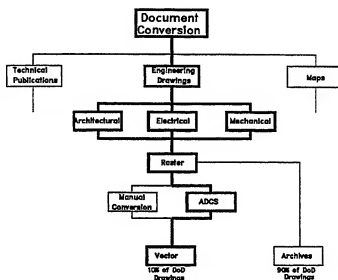 Document
Conversion
Technical
Publications
Engineering
Drawings
Maps
Architectural
Electrical
Mechanical
Raster
Manual
Conversion
ADCS
Vector
Archives
10% of DoD
Drawings
90% of DoD
Drawings